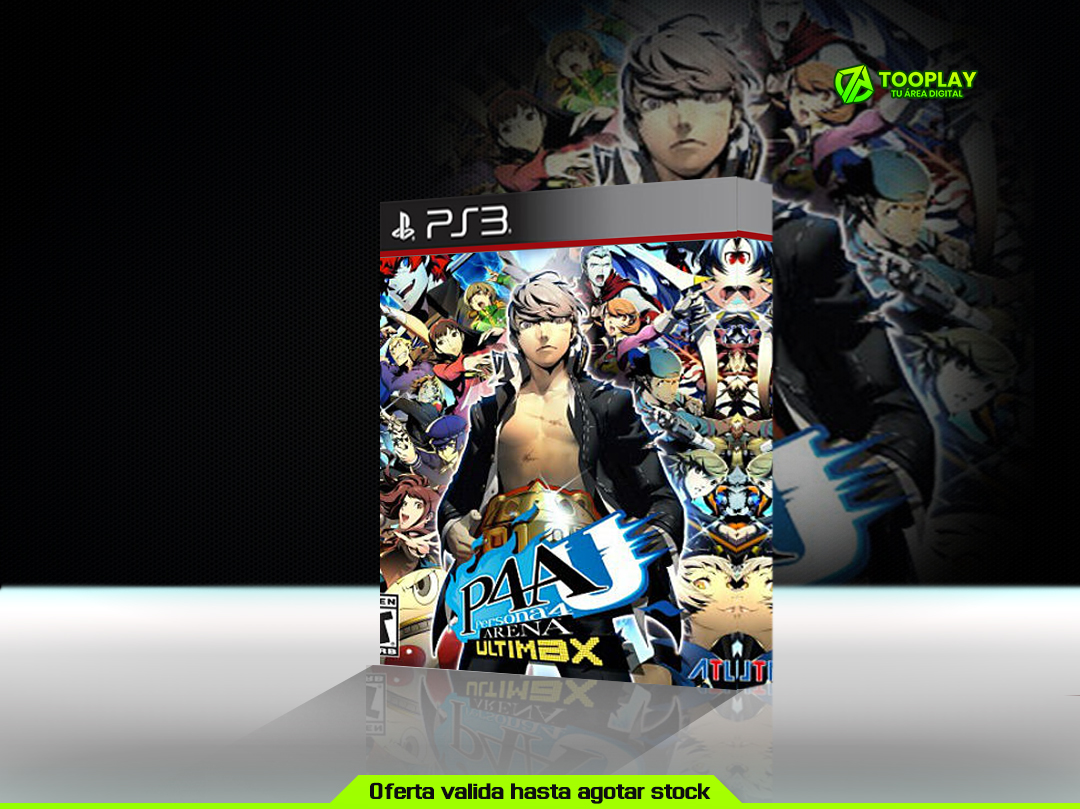 TOOPLAY
TU ÁREA DIGITAL
PS3
P4AU
Persona 4
ARENA
ULTIMAX
ATLUS
Oferta valida hasta agotar stock